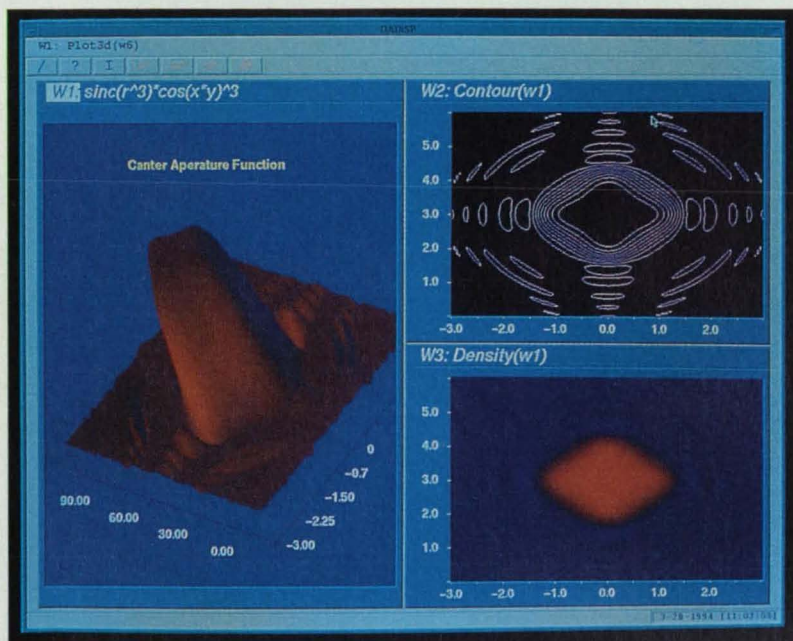 DADiSP
W1: Plot3d(w6)
/ ? I
W1: sinc(r^3)*cos(x*y)^3
Canter Aperature Function
90.00
60.00
30.00
0.00
0
-0.7
-1.50
-2.25
-3.00
W2: Contour(w1)
5.0
4.0
3.0
2.0
1.0
-3.0 -2.0 -1.0 0.0 1.0 2.0
W3: Density(w1)
5.0
4.0
3.0
2.0
1.0
-3.0 -2.0 -1.0 0.0 1.0 2.0